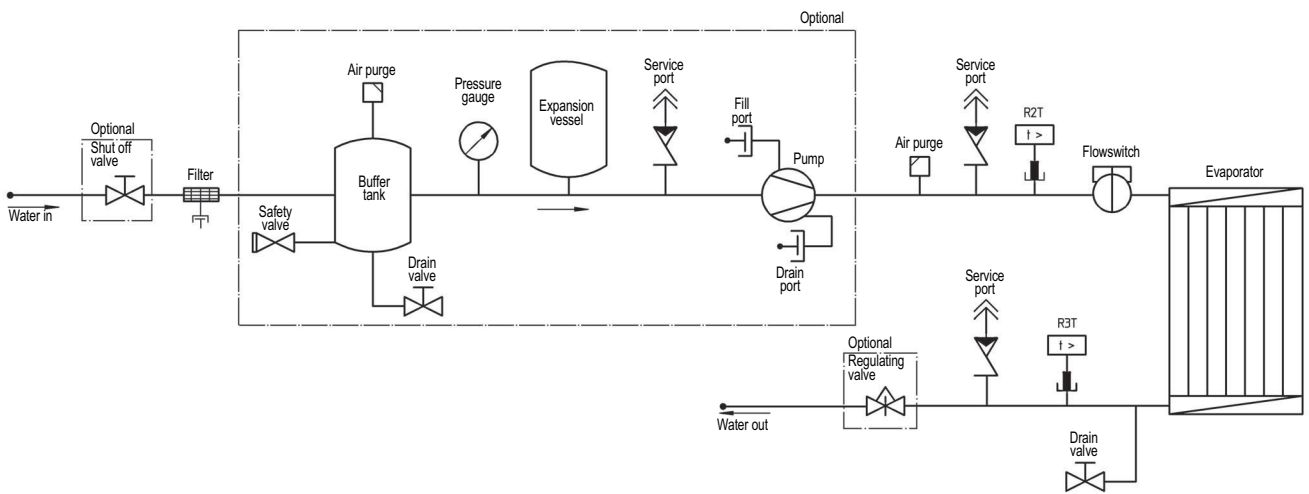 Optional
Air purge
Pressure
gauge
Expansion
vessel
Service
port
Fill
port
Pump
Service
port
R2T
t >
Air purge
Flowswitch
Evaporator
Optional
Shut off
valve
Filter
Water in
Buffer
tank
Safety
valve
Drain
valve
Drain
port
Service
port
R3T
t >
Optional
Regulating
valve
Water out
Drain
valve